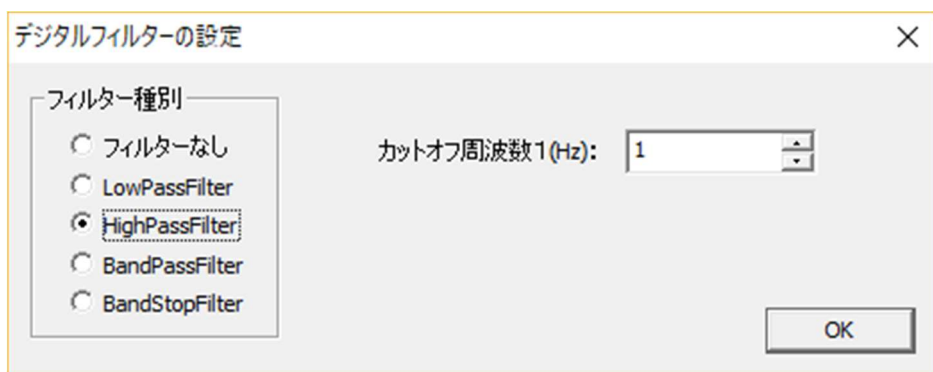 デジタルフィルターの設定
フィルター種別
フィルターなし
LowPassFilter
HighPassFilter
BandPassFilter
BandStopFilter
カットオフ周波数1(Hz): 1
OK